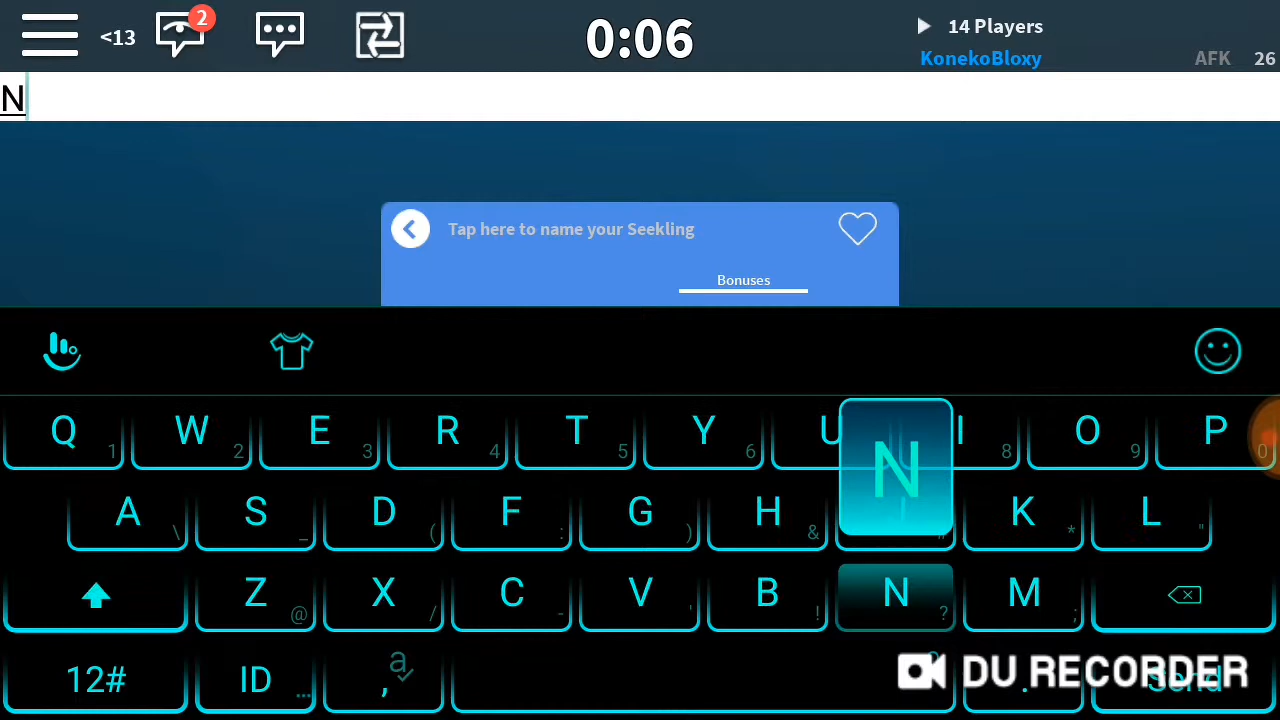 <13
2
0:06
14 Players
KonekoBloxy
AFK 26
N
Tap here to name your Seekling
Bonuses
Q 1 W 2 E 3 R 4 T 5 Y 6 U I 8 O 9 P 0
N
A \ S _ D ( F : G ) H & # K * L "
Z @ X / C - V ' B ! N ? M ;
12# ID ... , a . Send
DU RECORDER